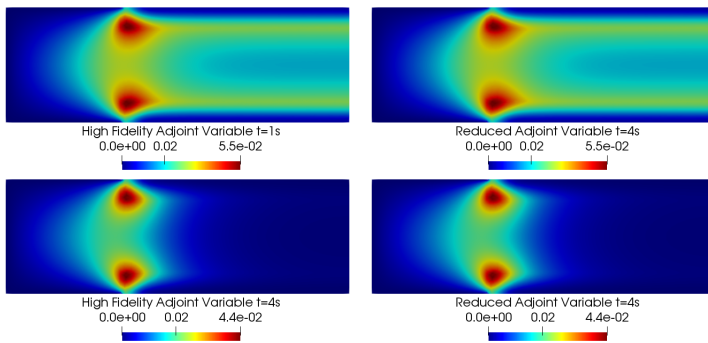 High Fidelity Adjoint Variable t=1s
0.0e+00 0.02 5.5e-02
Reduced Adjoint Variable t=4s
0.0e+00 0.02 5.5e-02
High Fidelity Adjoint Variable t=4s
0.0e+00 0.02 4.4e-02
Reduced Adjoint Variable t=4s
0.0e+00 0.02 4.4e-02